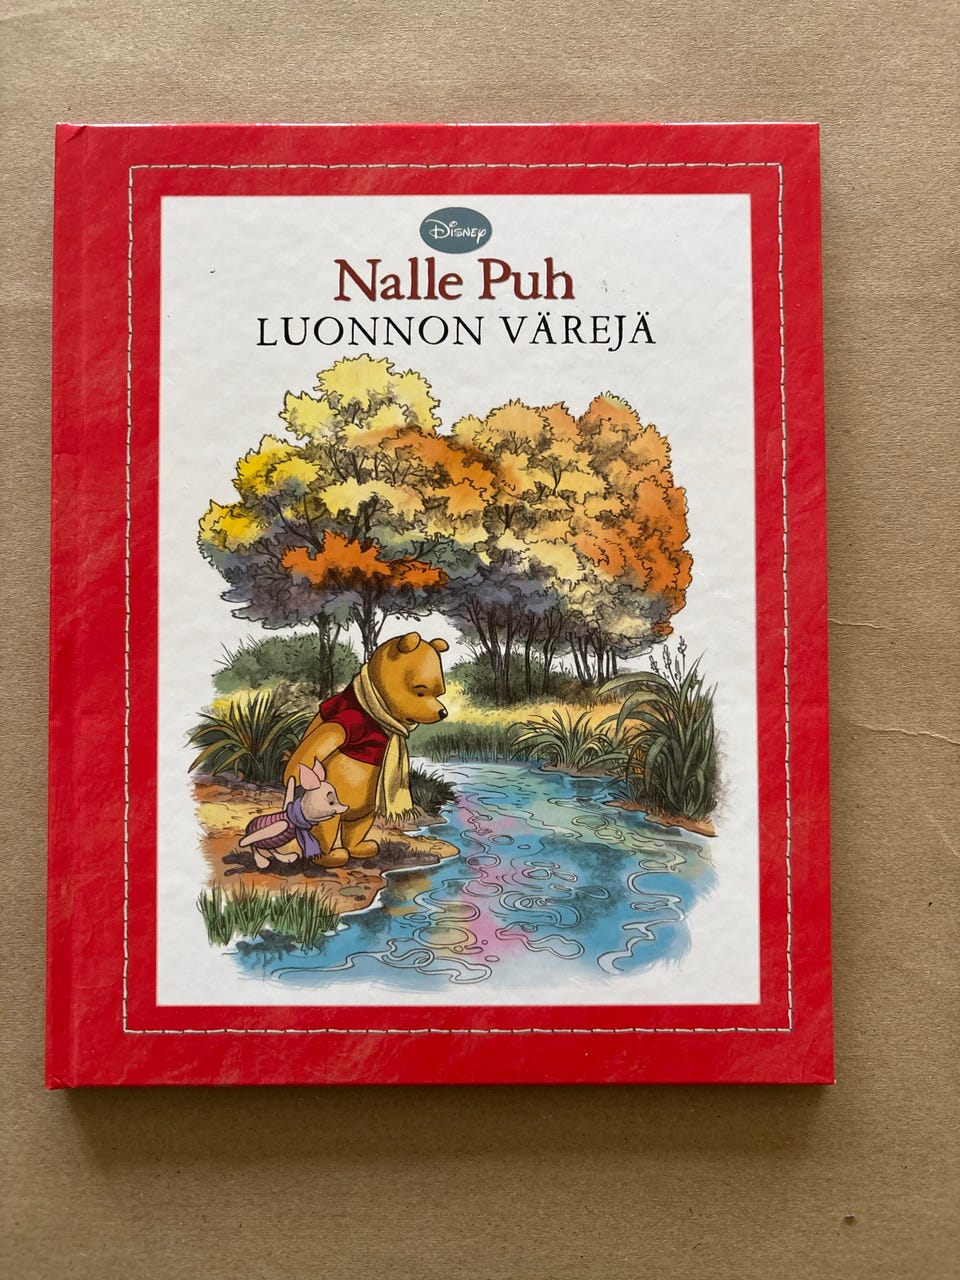 Disney
Nalle Puh
LUONNON VÄREJÄ